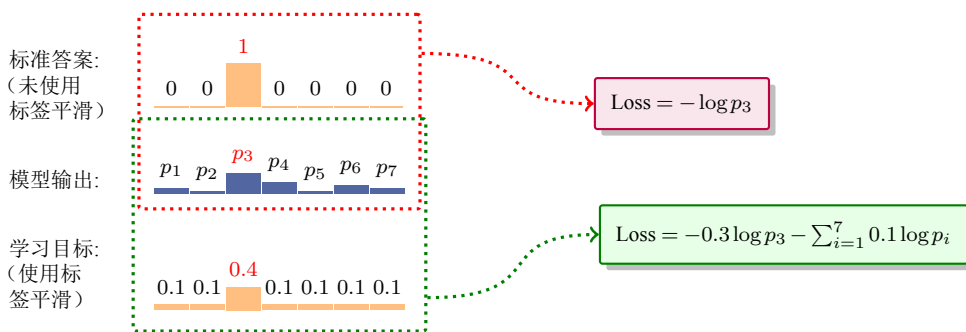 标准答案:
（未使用
标签平滑）
1
0 0 0 0 0 0
Loss = − log p₃
模型输出:
p₁ p₂ p₃ p₄ p₅ p₆ p₇
学习目标:
（使用标
签平滑）
0.4
0.1 0.1 0.1 0.1 0.1 0.1
Loss = −0.3 log p₃ − ∑⁷ᵢ₌₁ 0.1 log pᵢ